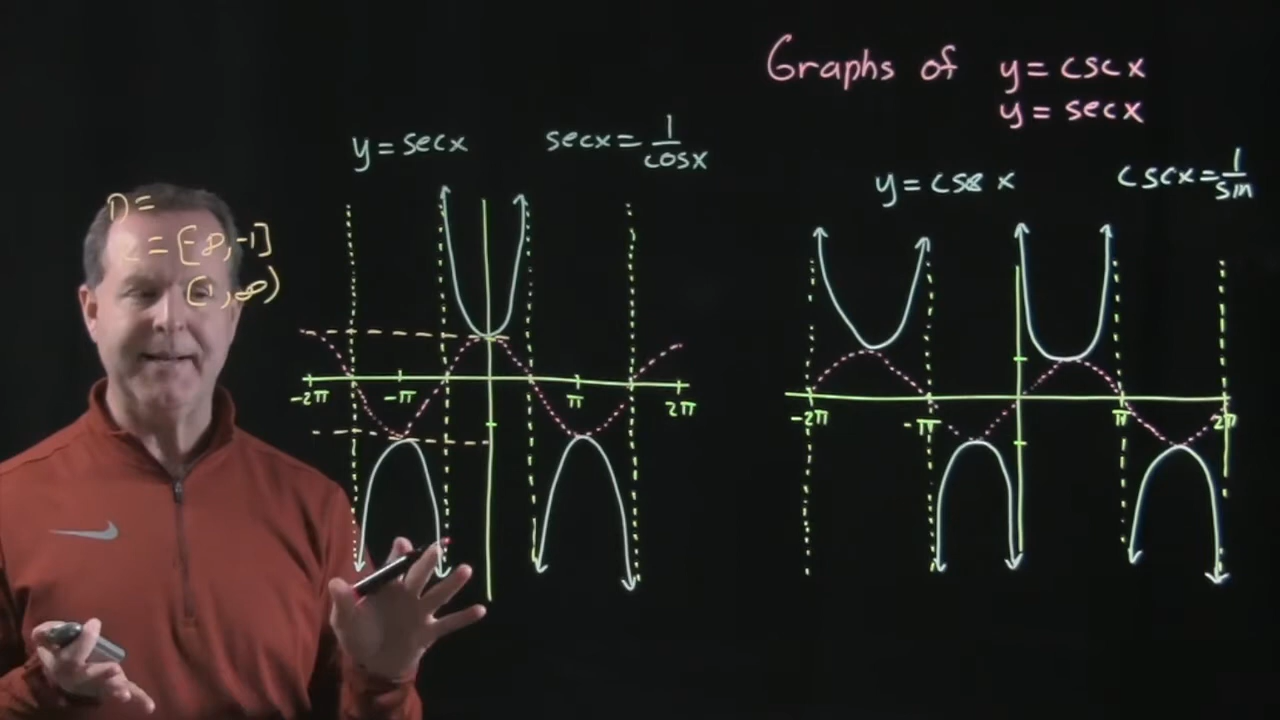 Graphs of y = csc x
y = sec x
y = sec x
sec x = 1/cos x
y = csc x
csc x = 1/sin
D =
= [-∞, -1]
[1, ∞)
-2π -π π 2π
-2π -π π 2π